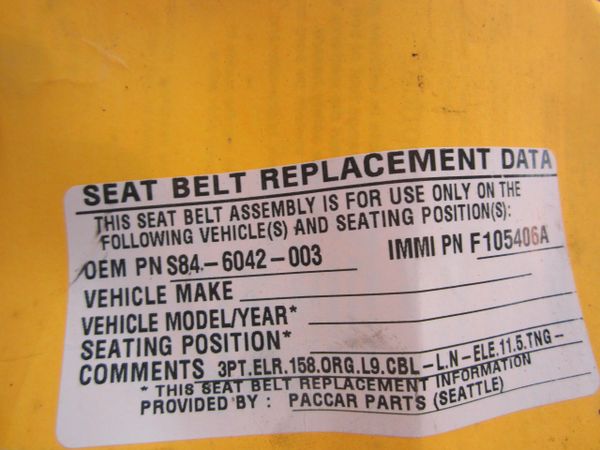 SEAT BELT REPLACEMENT DATA
THIS SEAT BELT ASSEMBLY IS FOR USE ONLY ON THE
FOLLOWING VEHICLE(S) AND SEATING POSITION(S):
OEM PN S84-6042-003 IMMI PN F105406A
VEHICLE MAKE
VEHICLE MODEL/YEAR*
SEATING POSITION*
COMMENTS 3PT.ELR.158.ORG.L9.CBL-L.N-ELE.11.5.TNG-
* THIS SEAT BELT REPLACEMENT INFORMATION
PROVIDED BY: PACCAR PARTS (SEATTLE)